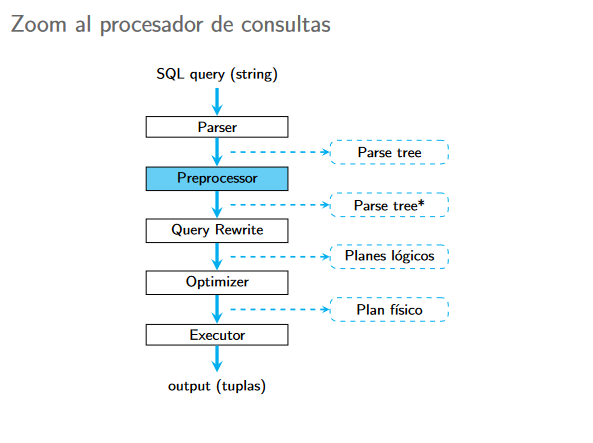 Zoom al procesador de consultas
SQL query (string)
Parser
Parse tree
Preprocessor
Parse tree*
Query Rewrite
Planes lógicos
Optimizer
Plan físico
Executor
output (tuplas)